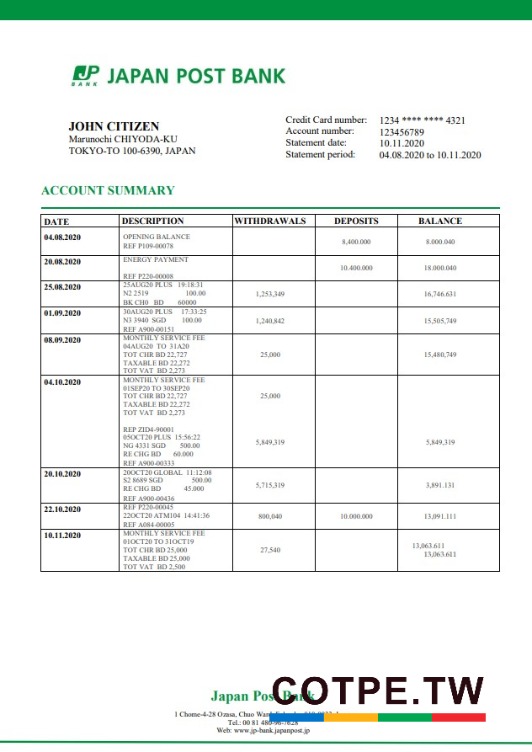 JP BANK JAPAN POST BANK
JOHN CITIZEN
Marunochi CHIYODA-KU
TOKYO-TO 100-6390, JAPAN
Credit Card number: 1234 **** **** 4321
Account number: 123456789
Statement date: 10.11.2020
Statement period: 04.08.2020 to 10.11.2020
ACCOUNT SUMMARY
DATE DESCRIPTION WITHDRAWALS DEPOSITS BALANCE
04.08.2020 OPENING BALANCE
REF P109-00078 8,400.000 8.000.040
20.08.2020 ENERGY PAYMENT
10.400.000 18.000.040
REF P220-00008
25.08.2020 25AUG20 PLUS 19:18:31
N2 2519 100.00 1,253,349 16,746.631
BK CH0 BD 60000
01.09.2020 30AUG20 PLUS 17:33:25
N3 3940 SGD 100.00 1,240,842 15,505,749
REF A900-00151
08.09.2020 MONTHLY SERVICE FEE
04AUG20 TO 31A20
TOT CHR BD 22,727 25,000 15,480,749
TAXABLE BD 22,272
TOT VAT BD 2,273
04.10.2020 MONTHLY SERVICE FEE
01SEP20 TO 30SEP20
TOT CHR BD 22,727 25,000
TAXABLE BD 22,272
TOT VAT BD 2,273
REP ZID4-90001
05OCT20 PLUS 15:56:22
NG 4331 SGD 500.00 5,849,319 5,849,319
RE CHG BD 60.000
REF A900-00333
20.10.2020 20OCT20 GLOBAL 11:12:08
S2 8689 SGD 500.00
RE CHG BD 45.000 5,715,319 3,891.131
REF A900-00436
22.10.2020 REF P220-00045
22OCT20 ATM104 14:41:36 800,040 10.000.000 13,091.111
REF A084-00005
10.11.2020 MONTHLY SERVICE FEE
01OCT20 TO 31OCT19
TOT CHR BD 25,000 27,540 13,063.611
TAXABLE BD 25,000 13,063.611
TOT VAT BD 2,500
Japan Post Bank
COTPE.TW
1 Chome-4-28 Ozasa, Chuo Ward
Tel.: 00 81 480-96-7628
Web: www.jp-bank.japanpost.jp